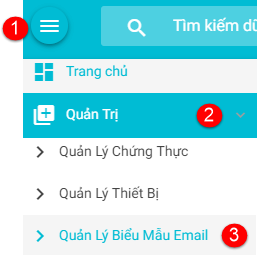 1
Tìm kiếm dữ
Trang chủ
Quản Trị 2
Quản Lý Chứng Thực
Quản Lý Thiết Bị
Quản Lý Biểu Mẫu Email 3